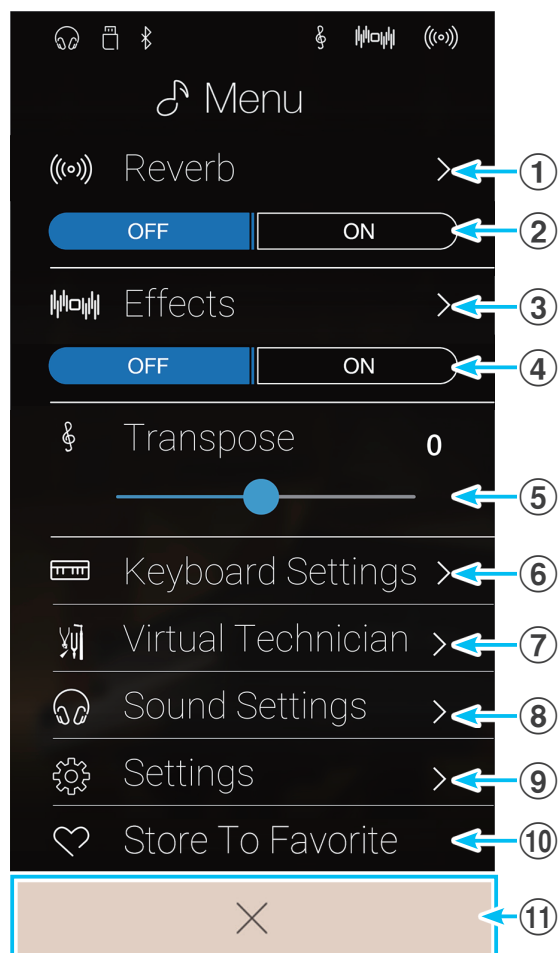 Menu
Reverb ①
OFF ON ②
Effects ③
OFF ON ④
Transpose 0
⑤
Keyboard Settings ⑥
Virtual Technician ⑦
Sound Settings ⑧
Settings ⑨
Store To Favorite ⑩
⑪